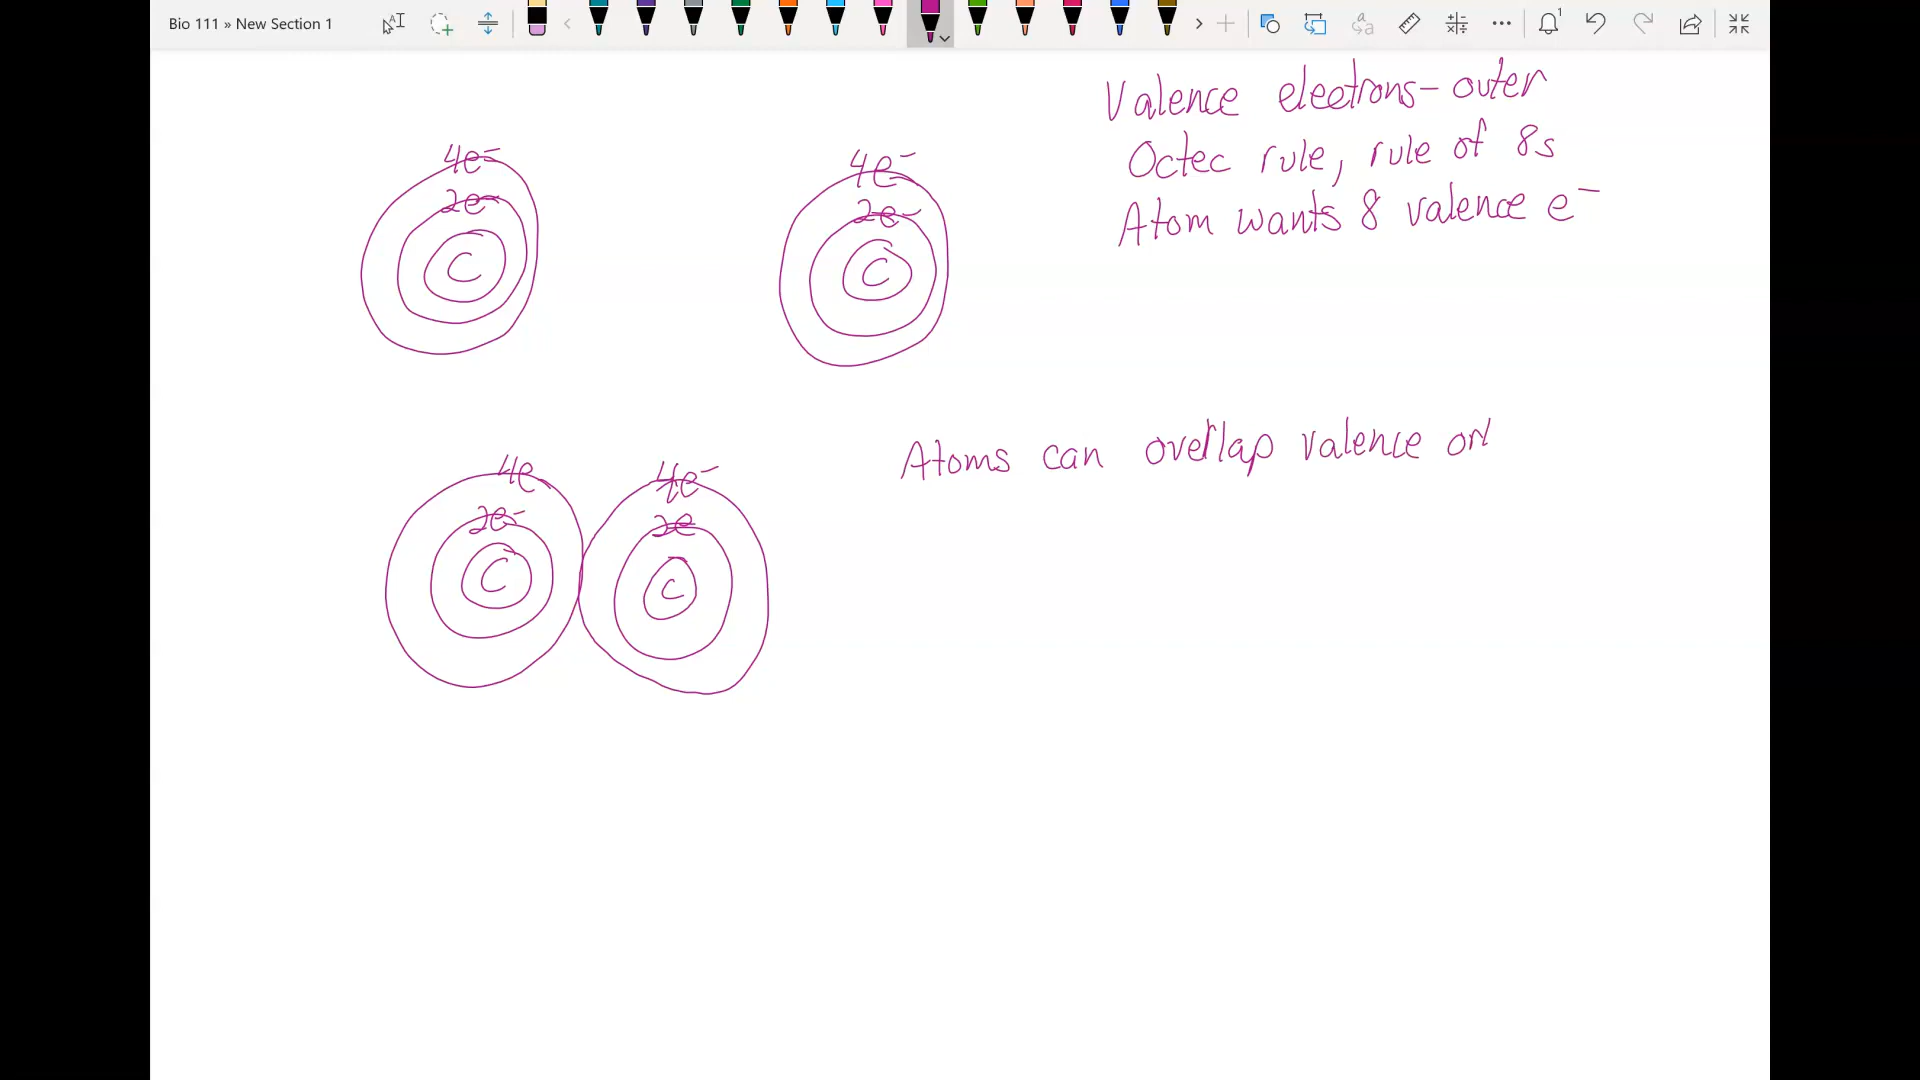 Bio 111 » New Section 1
Valence electrons - outer
Octec rule, rule of 8s
Atom wants 8 valence e⁻
4e⁻
2e⁻
C
4e⁻
2e⁻
C
Atoms can overlap valence
4e
2e⁻
C
4e⁻
2e
C